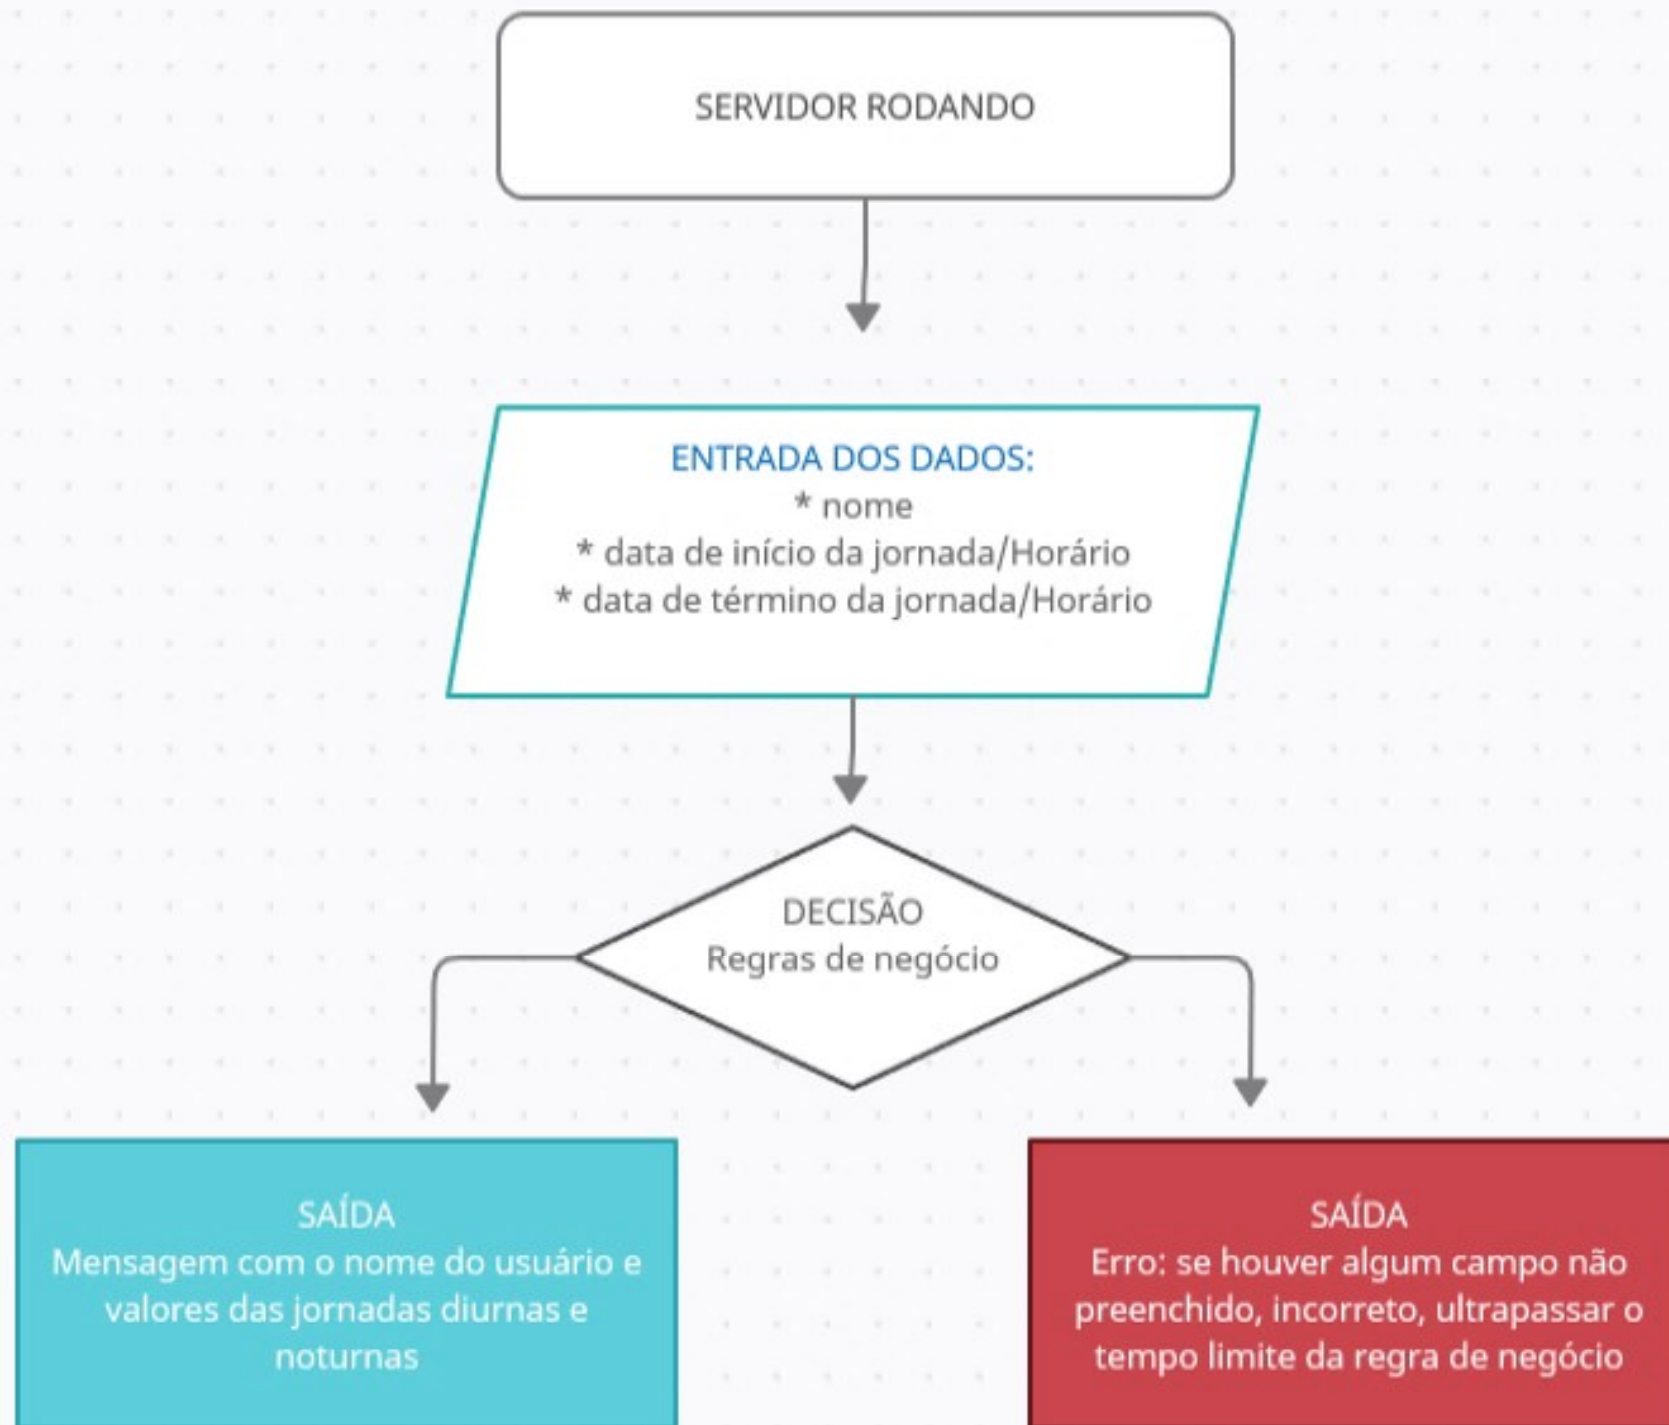 SERVIDOR RODANDO
ENTRADA DOS DADOS:
* nome
* data de início da jornada/Horário
* data de término da jornada/Horário
DECISÃO
Regras de negócio
SAÍDA
Mensagem com o nome do usuário e
valores das jornadas diurnas e
noturnas
SAÍDA
Erro: se houver algum campo não
preenchido, incorreto, ultrapassar o
tempo limite da regra de negócio